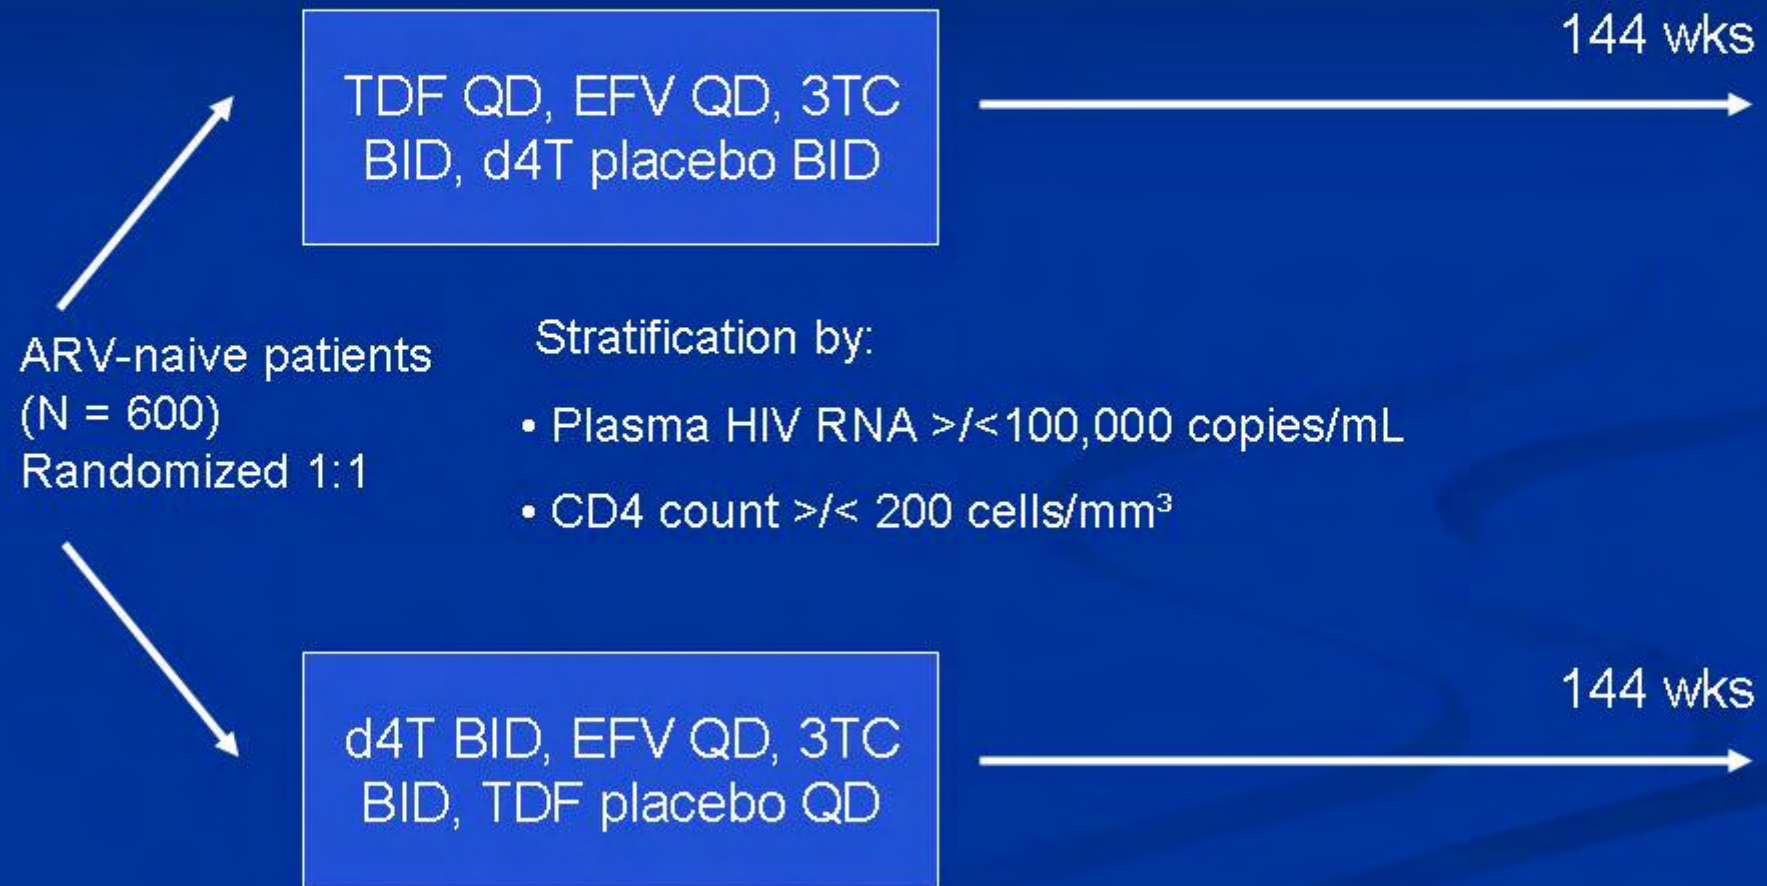 144 wks
TDF QD, EFV QD, 3TC
BID, d4T placebo BID
ARV-naive patients
(N = 600)
Randomized 1:1
Stratification by:
• Plasma HIV RNA >/<100,000 copies/mL
• CD4 count >/< 200 cells/mm³
144 wks
d4T BID, EFV QD, 3TC
BID, TDF placebo QD